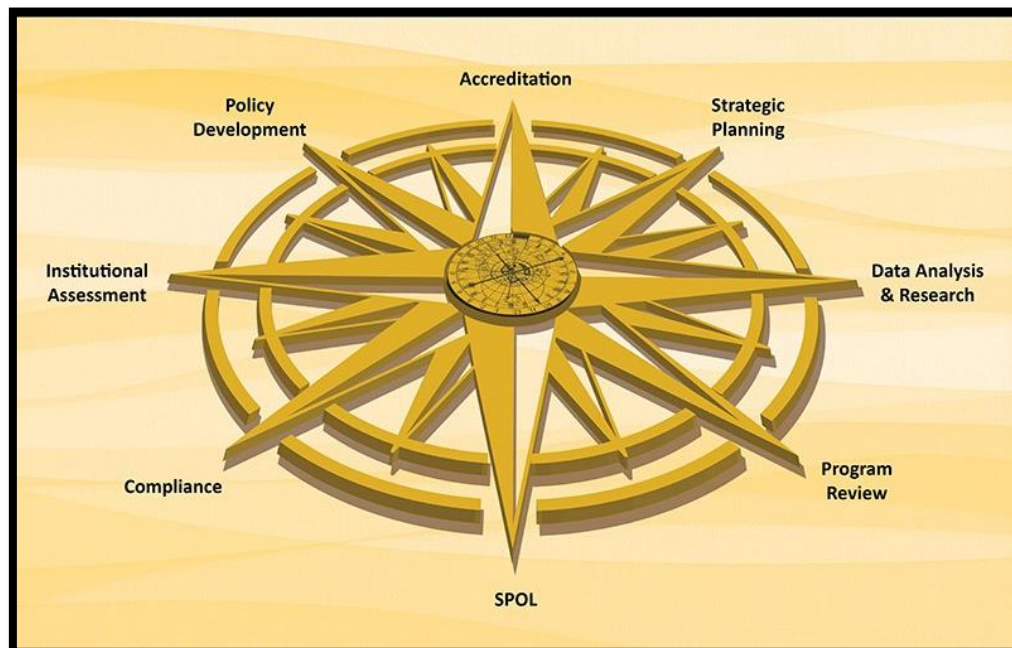 Accreditation
Policy
Development
Strategic
Planning
Institutional
Assessment
Data Analysis
& Research
Compliance
Program
Review
SPOL